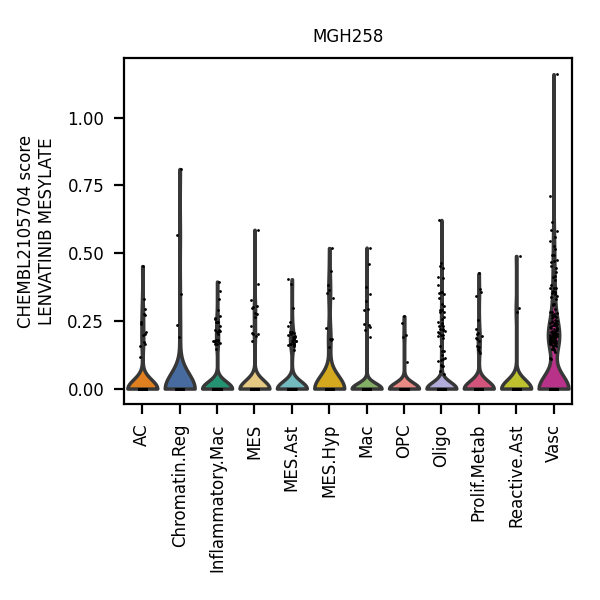 MGH258
CHEMBL2105704 score
LENVATINIB MESYLATE
1.00
0.75
0.50
0.25
0.00
AC
Chromatin.Reg
Inflammatory.Mac
MES
MES.Ast
MES.Hyp
Mac
OPC
Oligo
Prolif.Metab
Reactive.Ast
Vasc